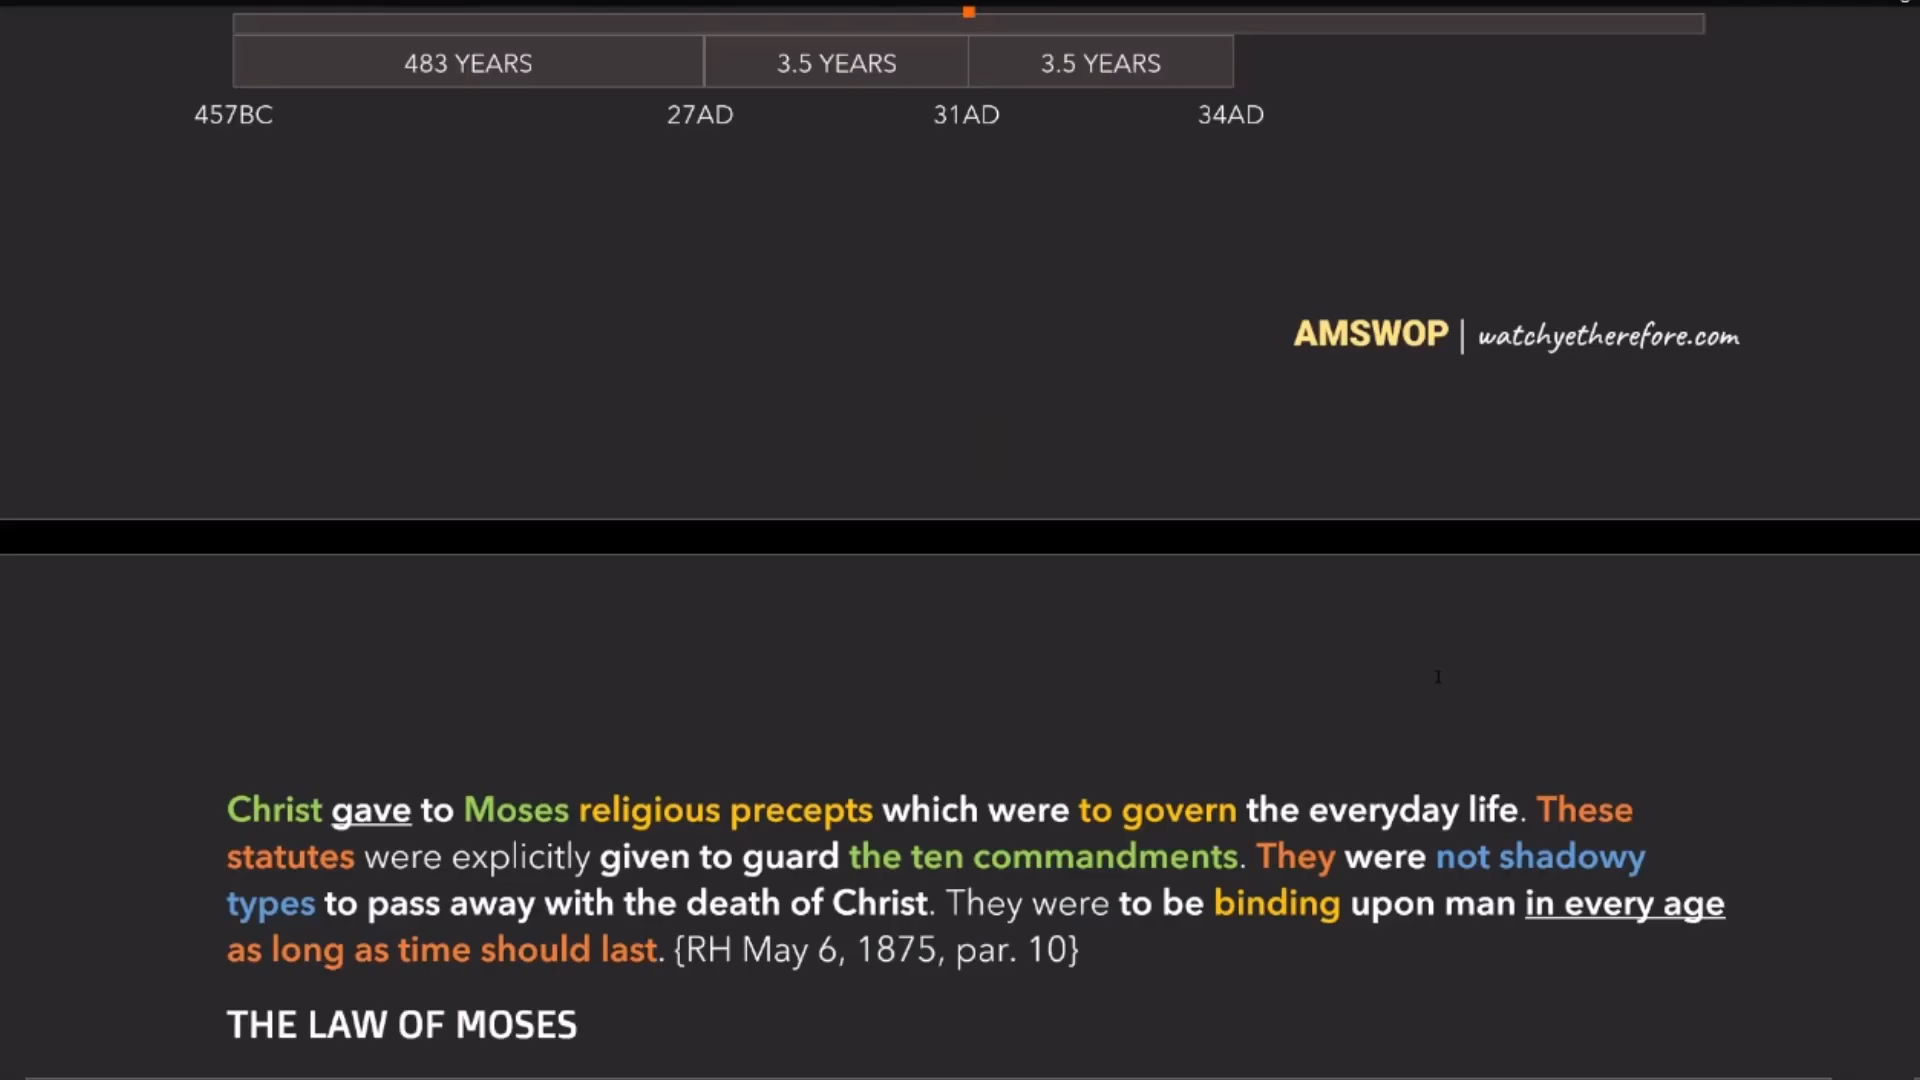 483 YEARS 3.5 YEARS 3.5 YEARS
457BC 27AD 31AD 34AD
AMSWOP | watchyetherefore.com
Christ gave to Moses religious precepts which were to govern the everyday life. These
statutes were explicitly given to guard the ten commandments. They were not shadowy
types to pass away with the death of Christ. They were to be binding upon man in every age
as long as time should last. {RH May 6, 1875, par. 10}
THE LAW OF MOSES